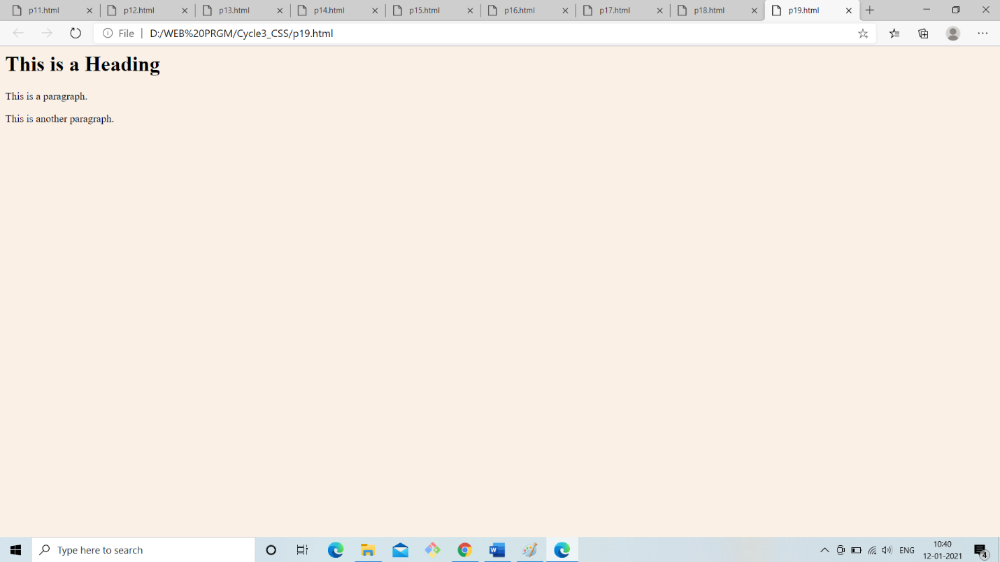 p11.html p12.html p13.html p14.html p15.html p16.html p17.html p18.html p19.html
File D:/WEB%20PRGM/Cycle3_CSS/p19.html
This is a Heading
This is a paragraph.
This is another paragraph.
Type here to search
ENG
10:40
12-01-2021
4